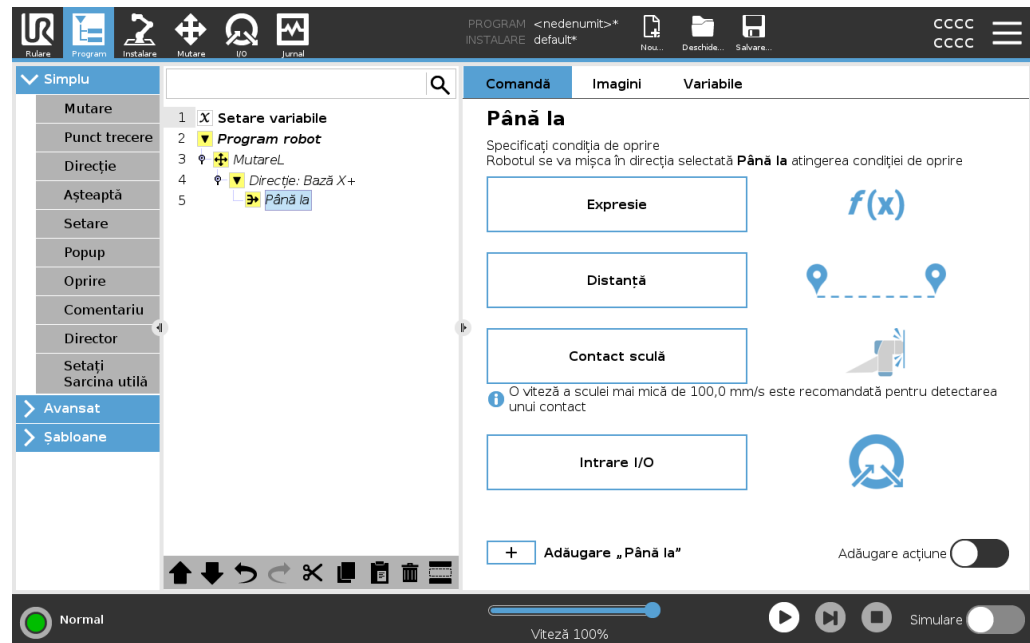 UR
PROGRAM <nedenumit>*
INSTALARE default*
cccc
cccc
Rulare Program Instalare Mutare I/O Jurnal Nou... Deschide... Salvare...
Simplu
Mutare
Punct trecere
Direcție
Așteaptă
Setare
Popup
Oprire
Comentariu
Director
Setați
Sarcina utilă
Avansat
Șabloane
1 X Setare variabile
2 Program robot
3 MutareL
4 Direcție: Bază X+
5 Până la
Comandă Imagini Variabile
Până la
Specificați condiția de oprire
Robotul se va mișca în direcția selectată Până la atingerea condiției de oprire
Expresie f(x)
Distanță
Contact sculă
O viteză a sculei mai mică de 100,0 mm/s este recomandată pentru detectarea
unui contact
Intrare I/O
+ Adăugare „Până la”
Adăugare acțiune
Normal
Viteză 100%
Simulare